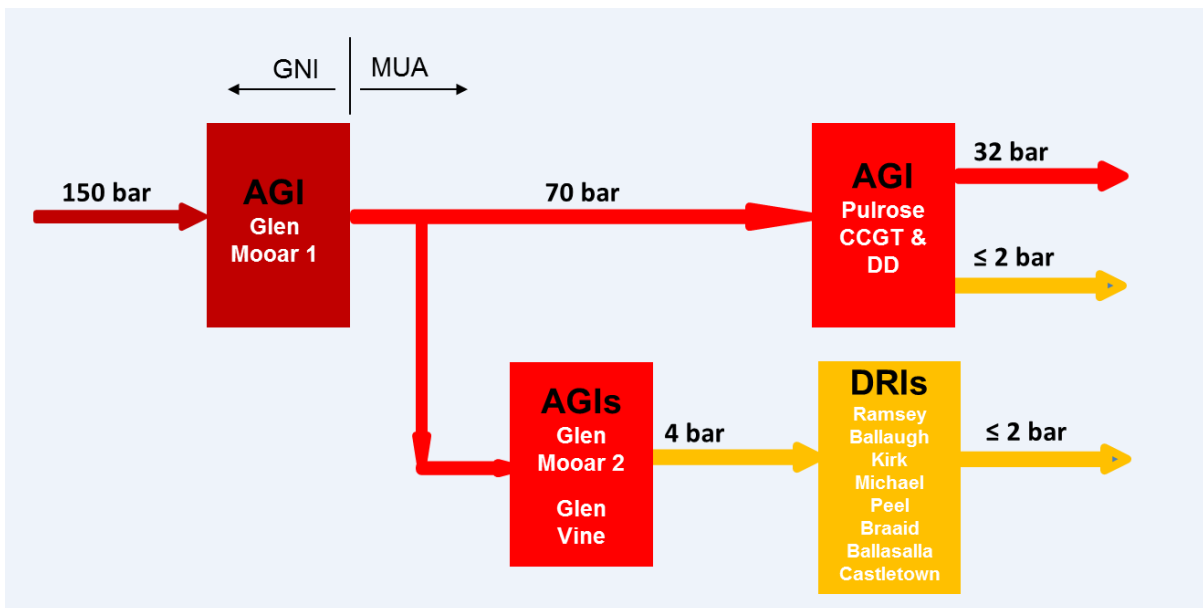 GNI
MUA
150 bar
AGI
Glen
Mooar 1
70 bar
AGI
Pulrose
CCGT &
DD
32 bar
≤ 2 bar
AGIs
Glen
Mooar 2
Glen
Vine
4 bar
DRIs
Ramsey
Ballaugh
Kirk
Michael
Peel
Braaid
Ballasalla
Castletown
≤ 2 bar